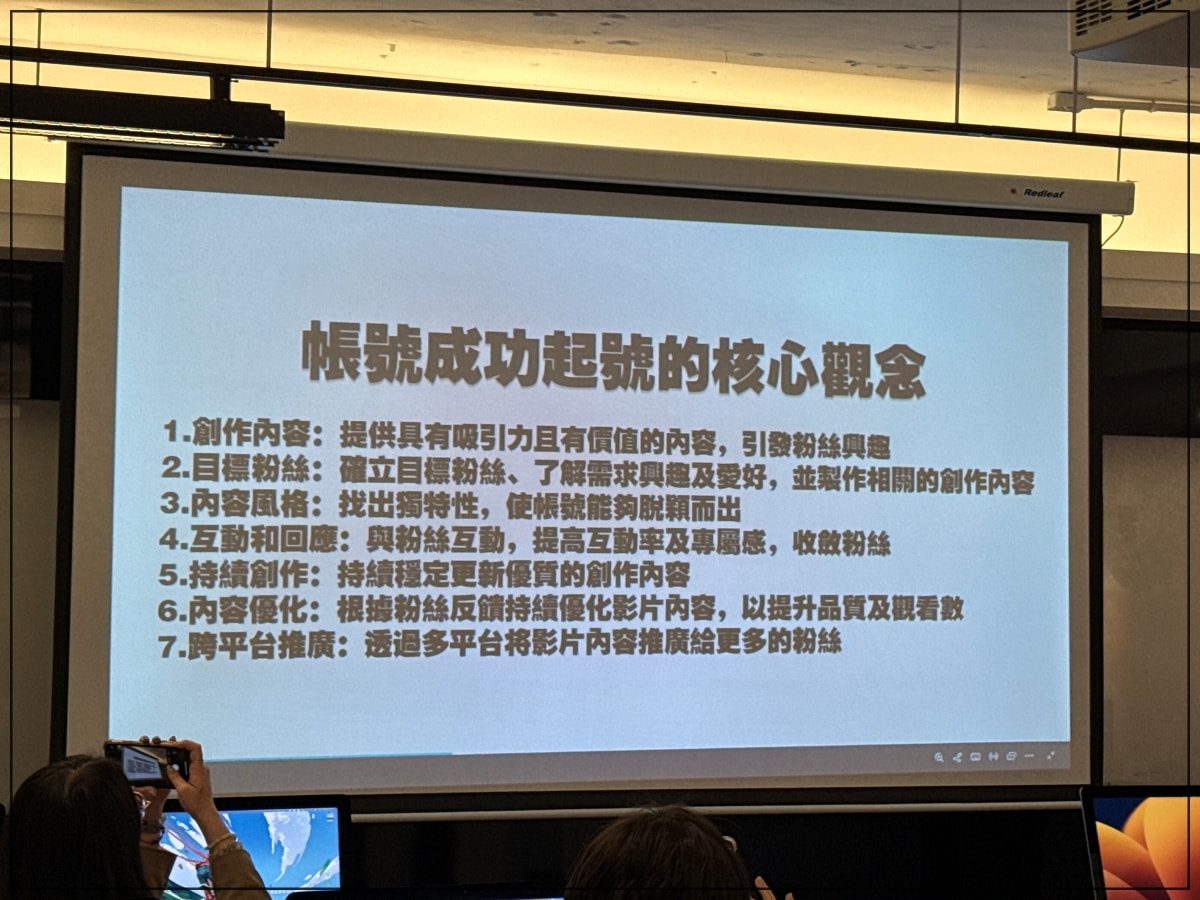 Redleaf
帳號成功起號的核心觀念
1.創作內容：提供具有吸引力且有價值的內容，引發粉絲興趣
2.目標粉絲：確立目標粉絲、了解需求興趣及愛好，並製作相關的創作內容
3.內容風格：找出獨特性，使帳號能夠脫穎而出
4.互動和回應：與粉絲互動，提高互動率及專屬感，收斂粉絲
5.持續創作：持續穩定更新優質的創作內容
6.內容優化：根據粉絲反饋持續優化影片內容，以提升品質及觀看數
7.跨平台推廣：透過多平台将影片內容推廣給更多的粉絲